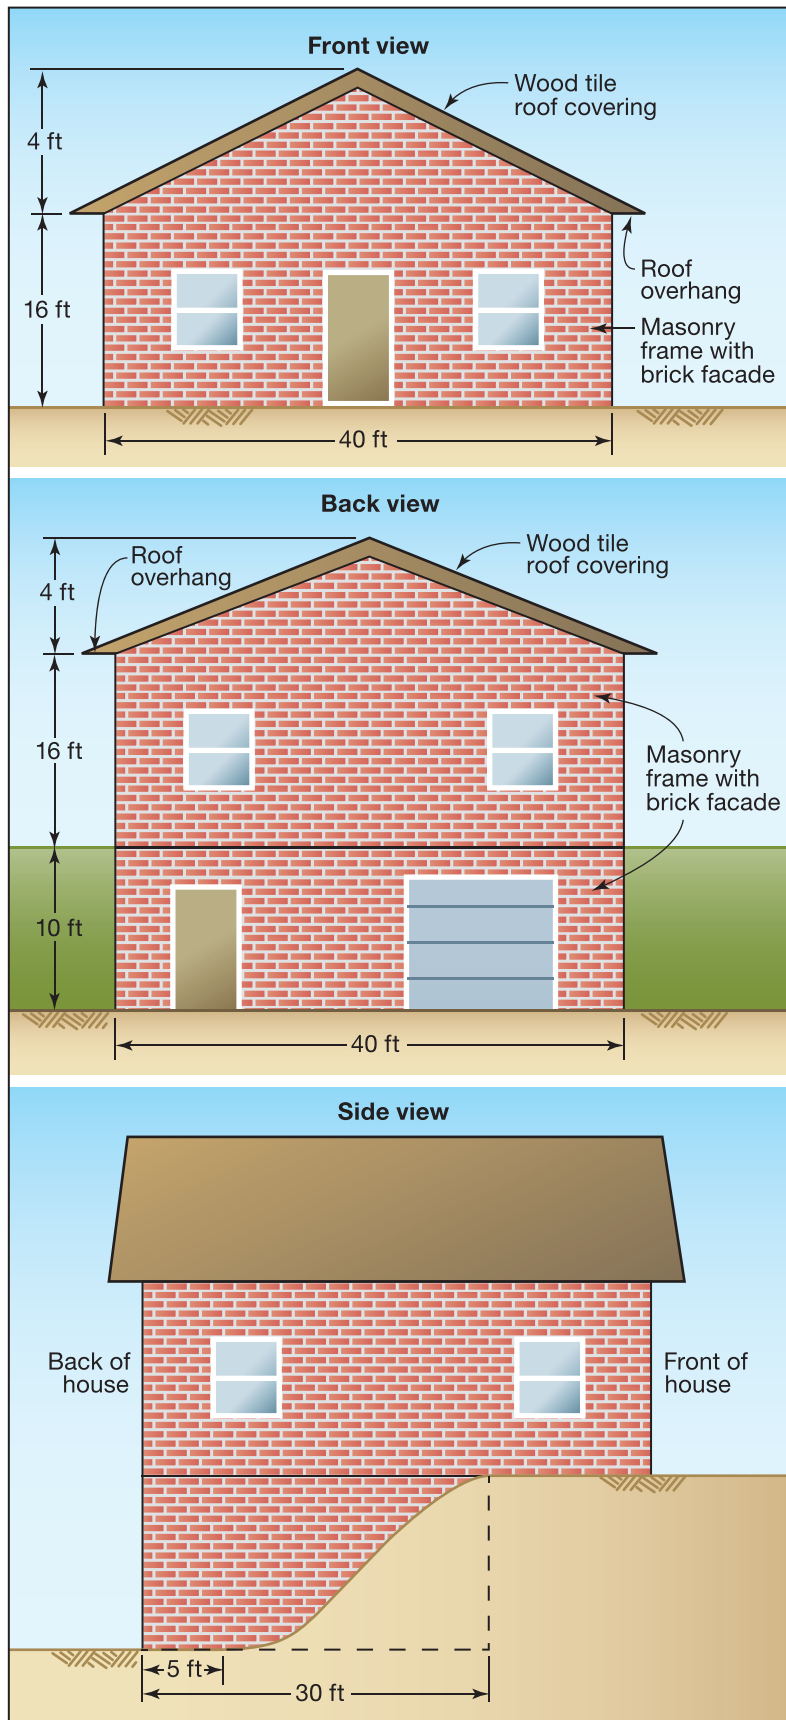 Front view
Wood tile
roof covering
4 ft
16 ft
Roof
overhang
Masonry
frame with
brick facade
40 ft
Back view
Roof
overhang
Wood tile
roof covering
4 ft
16 ft
Masonry
frame with
brick facade
10 ft
40 ft
Side view
Back of
house
Front of
house
5 ft
30 ft